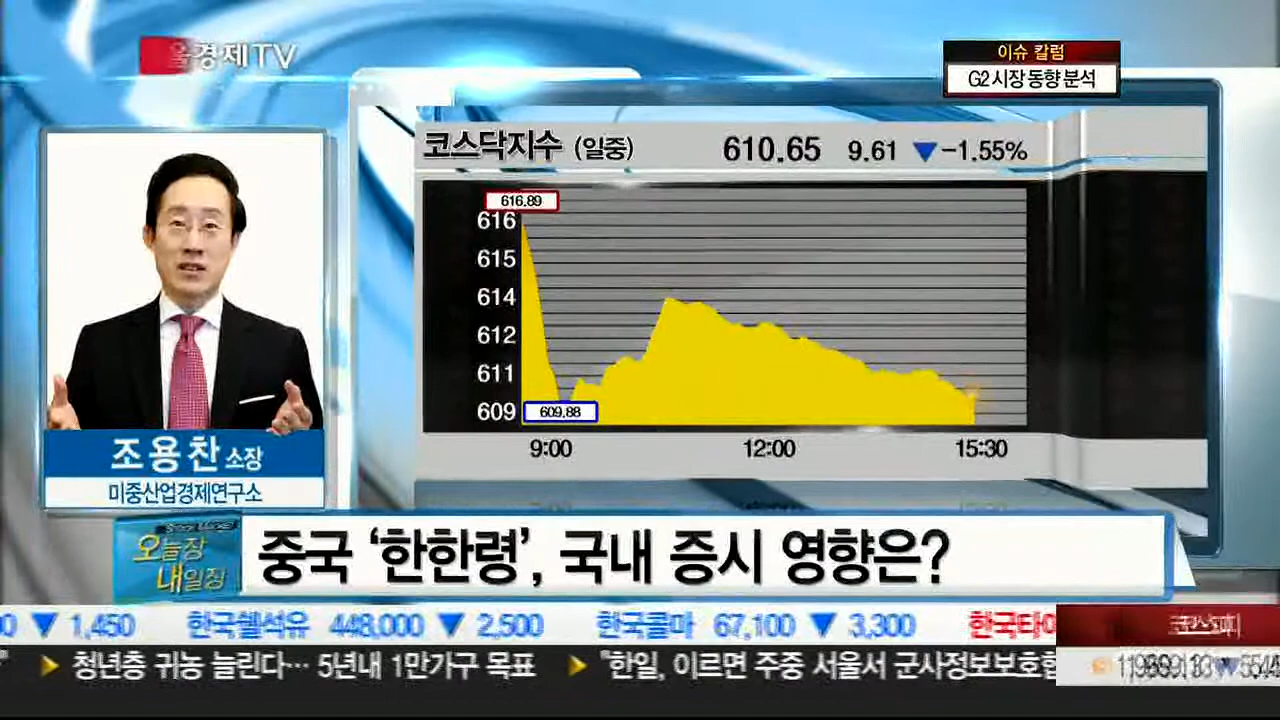 경제TV
이슈 칼럼
G2시장 동향 분석
코스닥지수 (일중) 610.65 9.61 ▼-1.55%
616.89
616
615
614
612
611
609
609.88
9:00 12:00 15:30
조용찬 소장
미중산업경제연구소
오늘장
내일장
중국 ‘한한령’, 국내 증시 영향은?
0 ▼ 1,450 한국쉘석유 448,000 ▼ 2,500 한국콜마 67,100 ▼ 3,300 한국타이
" ▶ 청년층 귀농 늘린다… 5년내 1만가구 목표 ▶ "한일, 이르면 주중 서울서 군사정보보호협